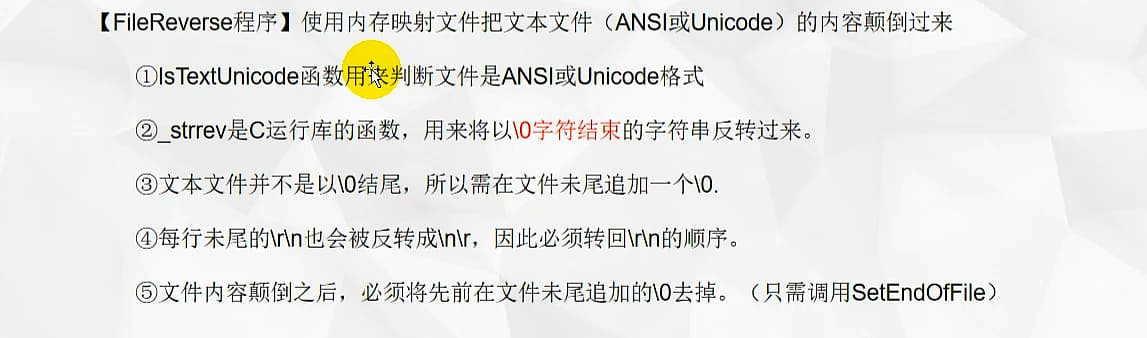 【FileReverse程序】使用内存映射文件把文本文件（ANSI或Unicode）的内容颠倒过来
①IsTextUnicode函数用来判断文件是ANSI或Unicode格式
②_strrev是C运行库的函数，用来将以\0字符结束的字符串反转过来。
③文本文件并不是以\0结尾，所以需在文件未尾追加一个\0.
④每行未尾的\r\n也会被反转成\n\r，因此必须转回\r\n的顺序。
⑤文件内容颠倒之后，必须将先前在文件未尾追加的\0去掉。（只需调用SetEndOfFile）